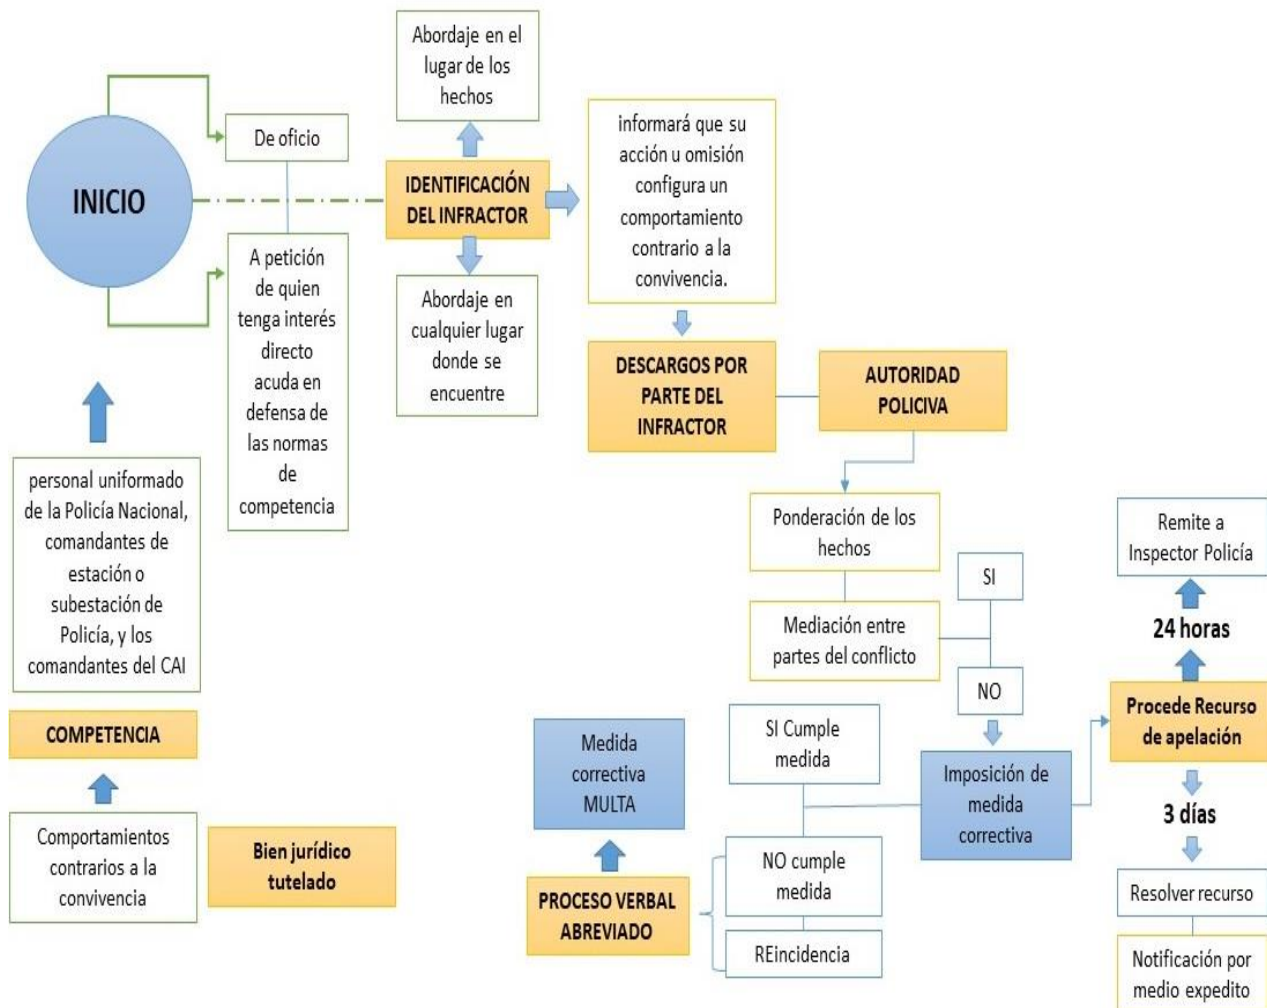 INICIO
De oficio
A petición
de quien
tenga interés
directo
acuda en
defensa de
las normas
de
competencia
personal uniformado
de la Policía Nacional,
comandantes de
estación o
subestación de
Policía, y los
comandantes del CAI
COMPETENCIA
Comportamientos
contrarios a la
convivencia
Bien jurídico
tutelado
Abordaje en el
lugar de los
hechos
IDENTIFICACIÓN
DEL INFRACTOR
Abordaje en
cualquier lugar
donde se
encuentre
informará que su
acción u omisión
configura un
comportamiento
contrario a la
convivencia.
DESCARGOS POR
PARTE DEL
INFRACTOR
AUTORIDAD
POLICIVA
Ponderación de los
hechos
Mediación entre
partes del conflicto
SI
NO
Imposición de
medida
correctiva
SI Cumple
medida
NO cumple
medida
REincidencia
PROCESO VERBAL
ABREVIADO
Medida
correctiva
MULTA
Remite a
Inspector Policía
24 horas
Procede Recurso
de apelación
3 días
Resolver recurso
Notificación por
medio expedito